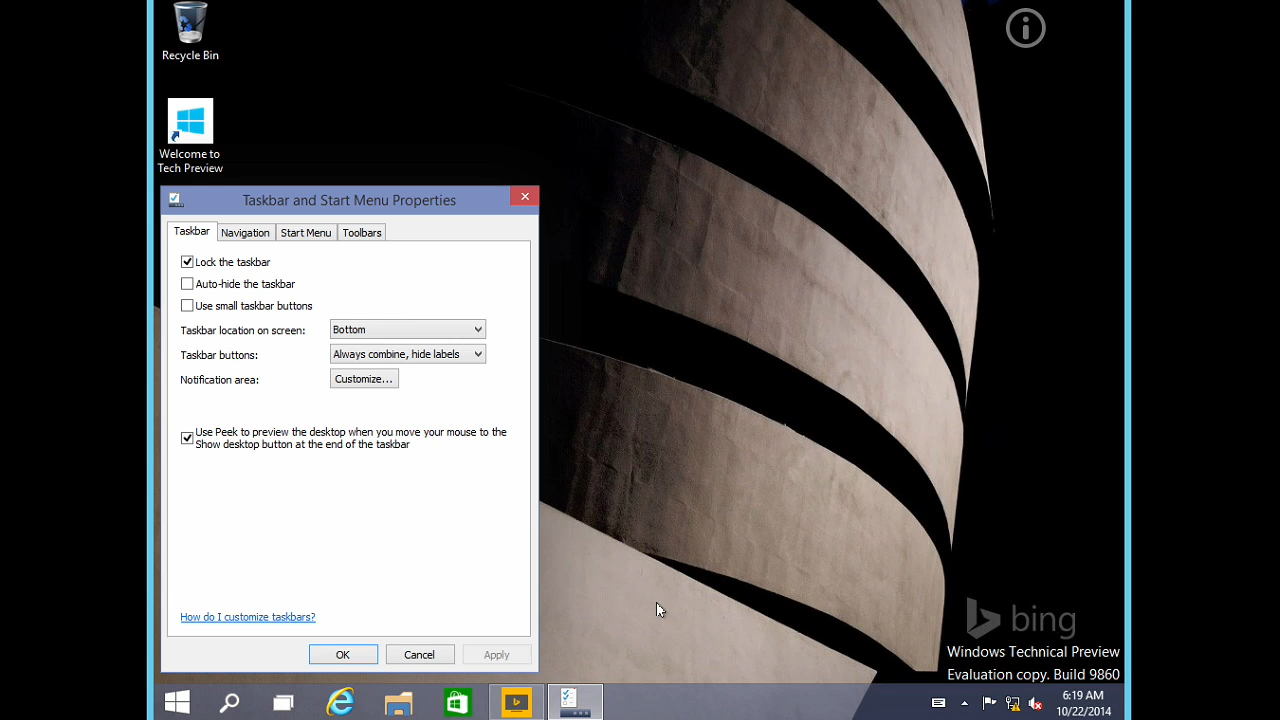 Recycle Bin
Welcome to
Tech Preview
Taskbar and Start Menu Properties
Taskbar
Navigation
Start Menu
Toolbars
Lock the taskbar
Auto-hide the taskbar
Use small taskbar buttons
Taskbar location on screen:
Bottom
Taskbar buttons:
Always combine, hide labels
Notification area:
Customize...
Use Peek to preview the desktop when you move your mouse to the
Show desktop button at the end of the taskbar
How do I customize taskbars?
OK
Cancel
Apply
bing
Windows Technical Preview
Evaluation copy. Build 9860
6:19 AM
10/22/2014